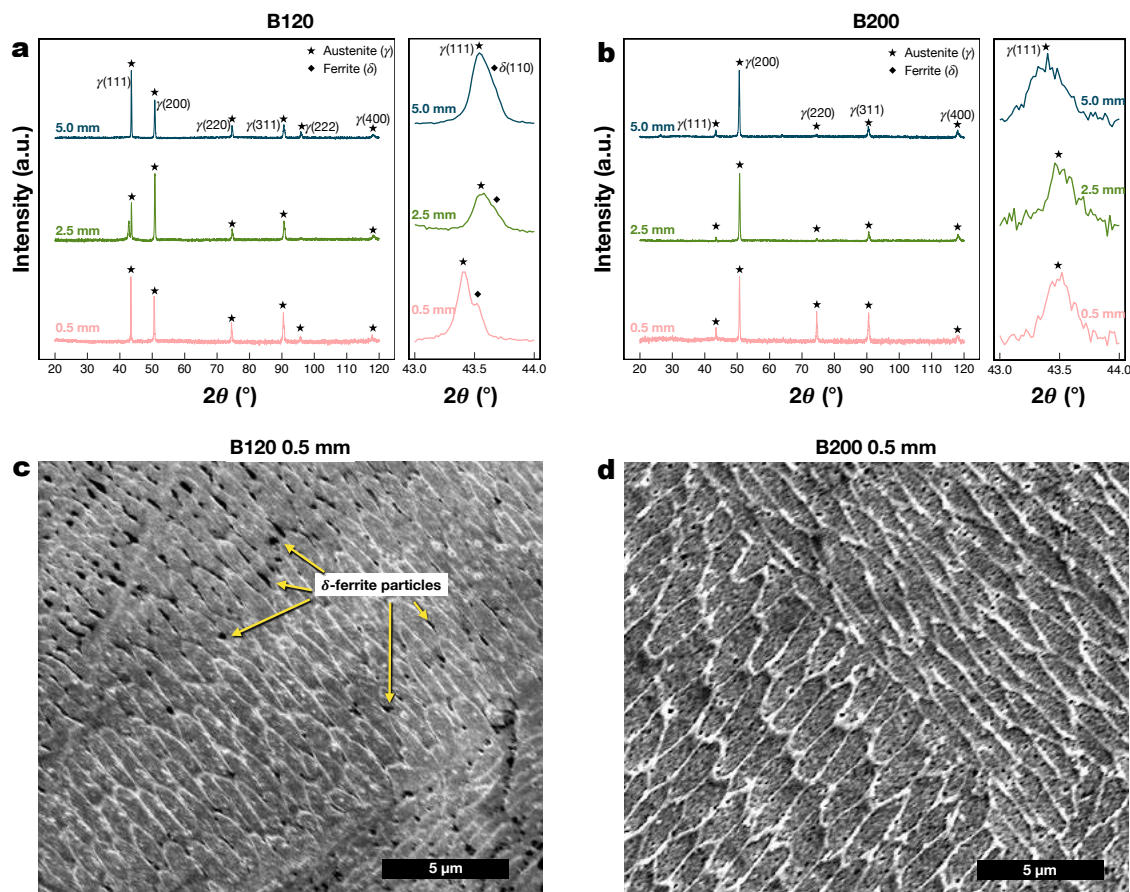 B120
a
★ Austenite (γ)
◆ Ferrite (δ)
γ(111)
γ(200)
γ(220)
γ(311)
γ(222)
γ(400)
5.0 mm
2.5 mm
0.5 mm
20 30 40 50 60 70 80 90 100 110 120
2θ (°)
Intensity (a.u.)
γ(111)
δ(110)
5.0 mm
2.5 mm
0.5 mm
43.0 43.5 44.0
2θ (°)
B200
b
★ Austenite (γ)
◆ Ferrite (δ)
γ(200)
γ(111)
γ(220)
γ(311)
γ(400)
5.0 mm
2.5 mm
0.5 mm
20 30 40 50 60 70 80 90 100 110 120
2θ (°)
Intensity (a.u.)
γ(111)
5.0 mm
2.5 mm
0.5 mm
43.0 43.5 44.0
2θ (°)
B120 0.5 mm
c
δ-ferrite particles
5 µm
B200 0.5 mm
d
5 µm